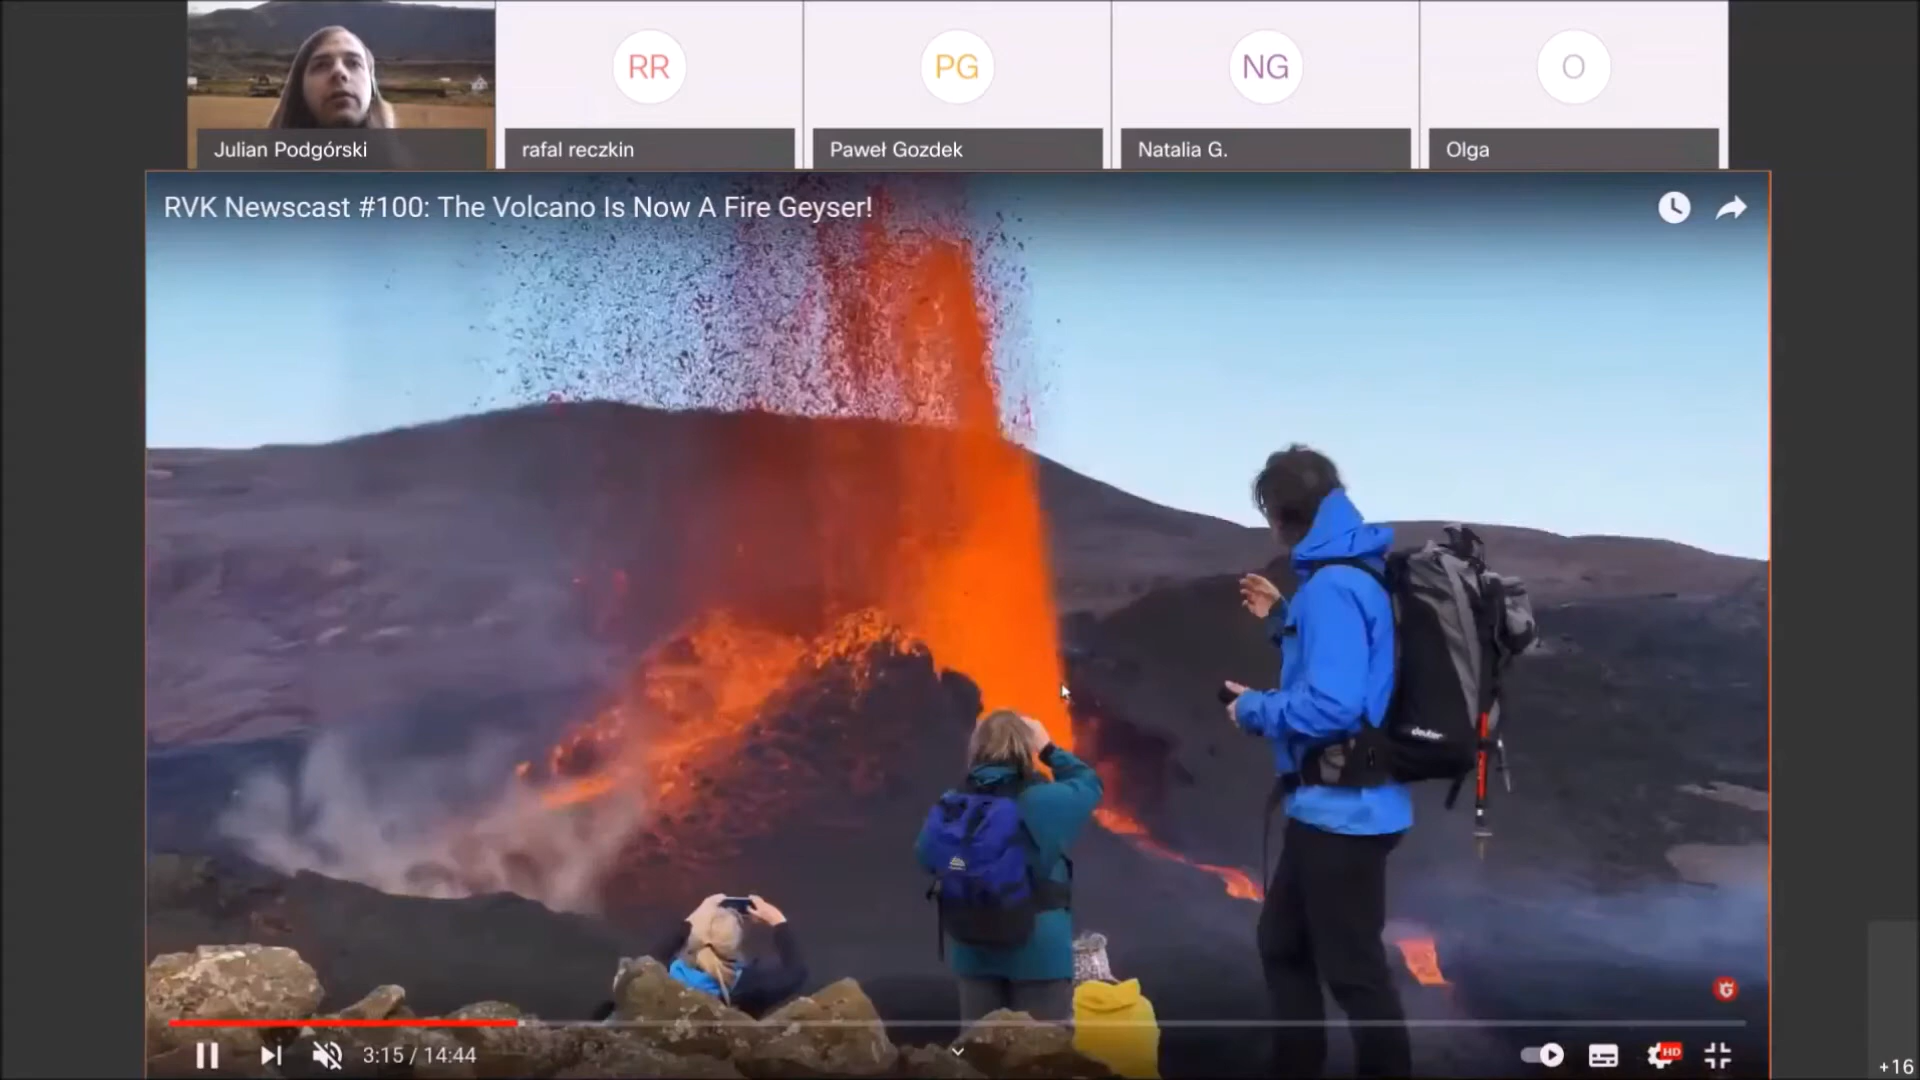 RR
PG
NG
O
Julian Podgórski
rafal reczkin
Paweł Gozdek
Natalia G.
Olga
RVK Newscast #100: The Volcano Is Now A Fire Geyser!
deuter
G
3:15 / 14:44
HD
+16